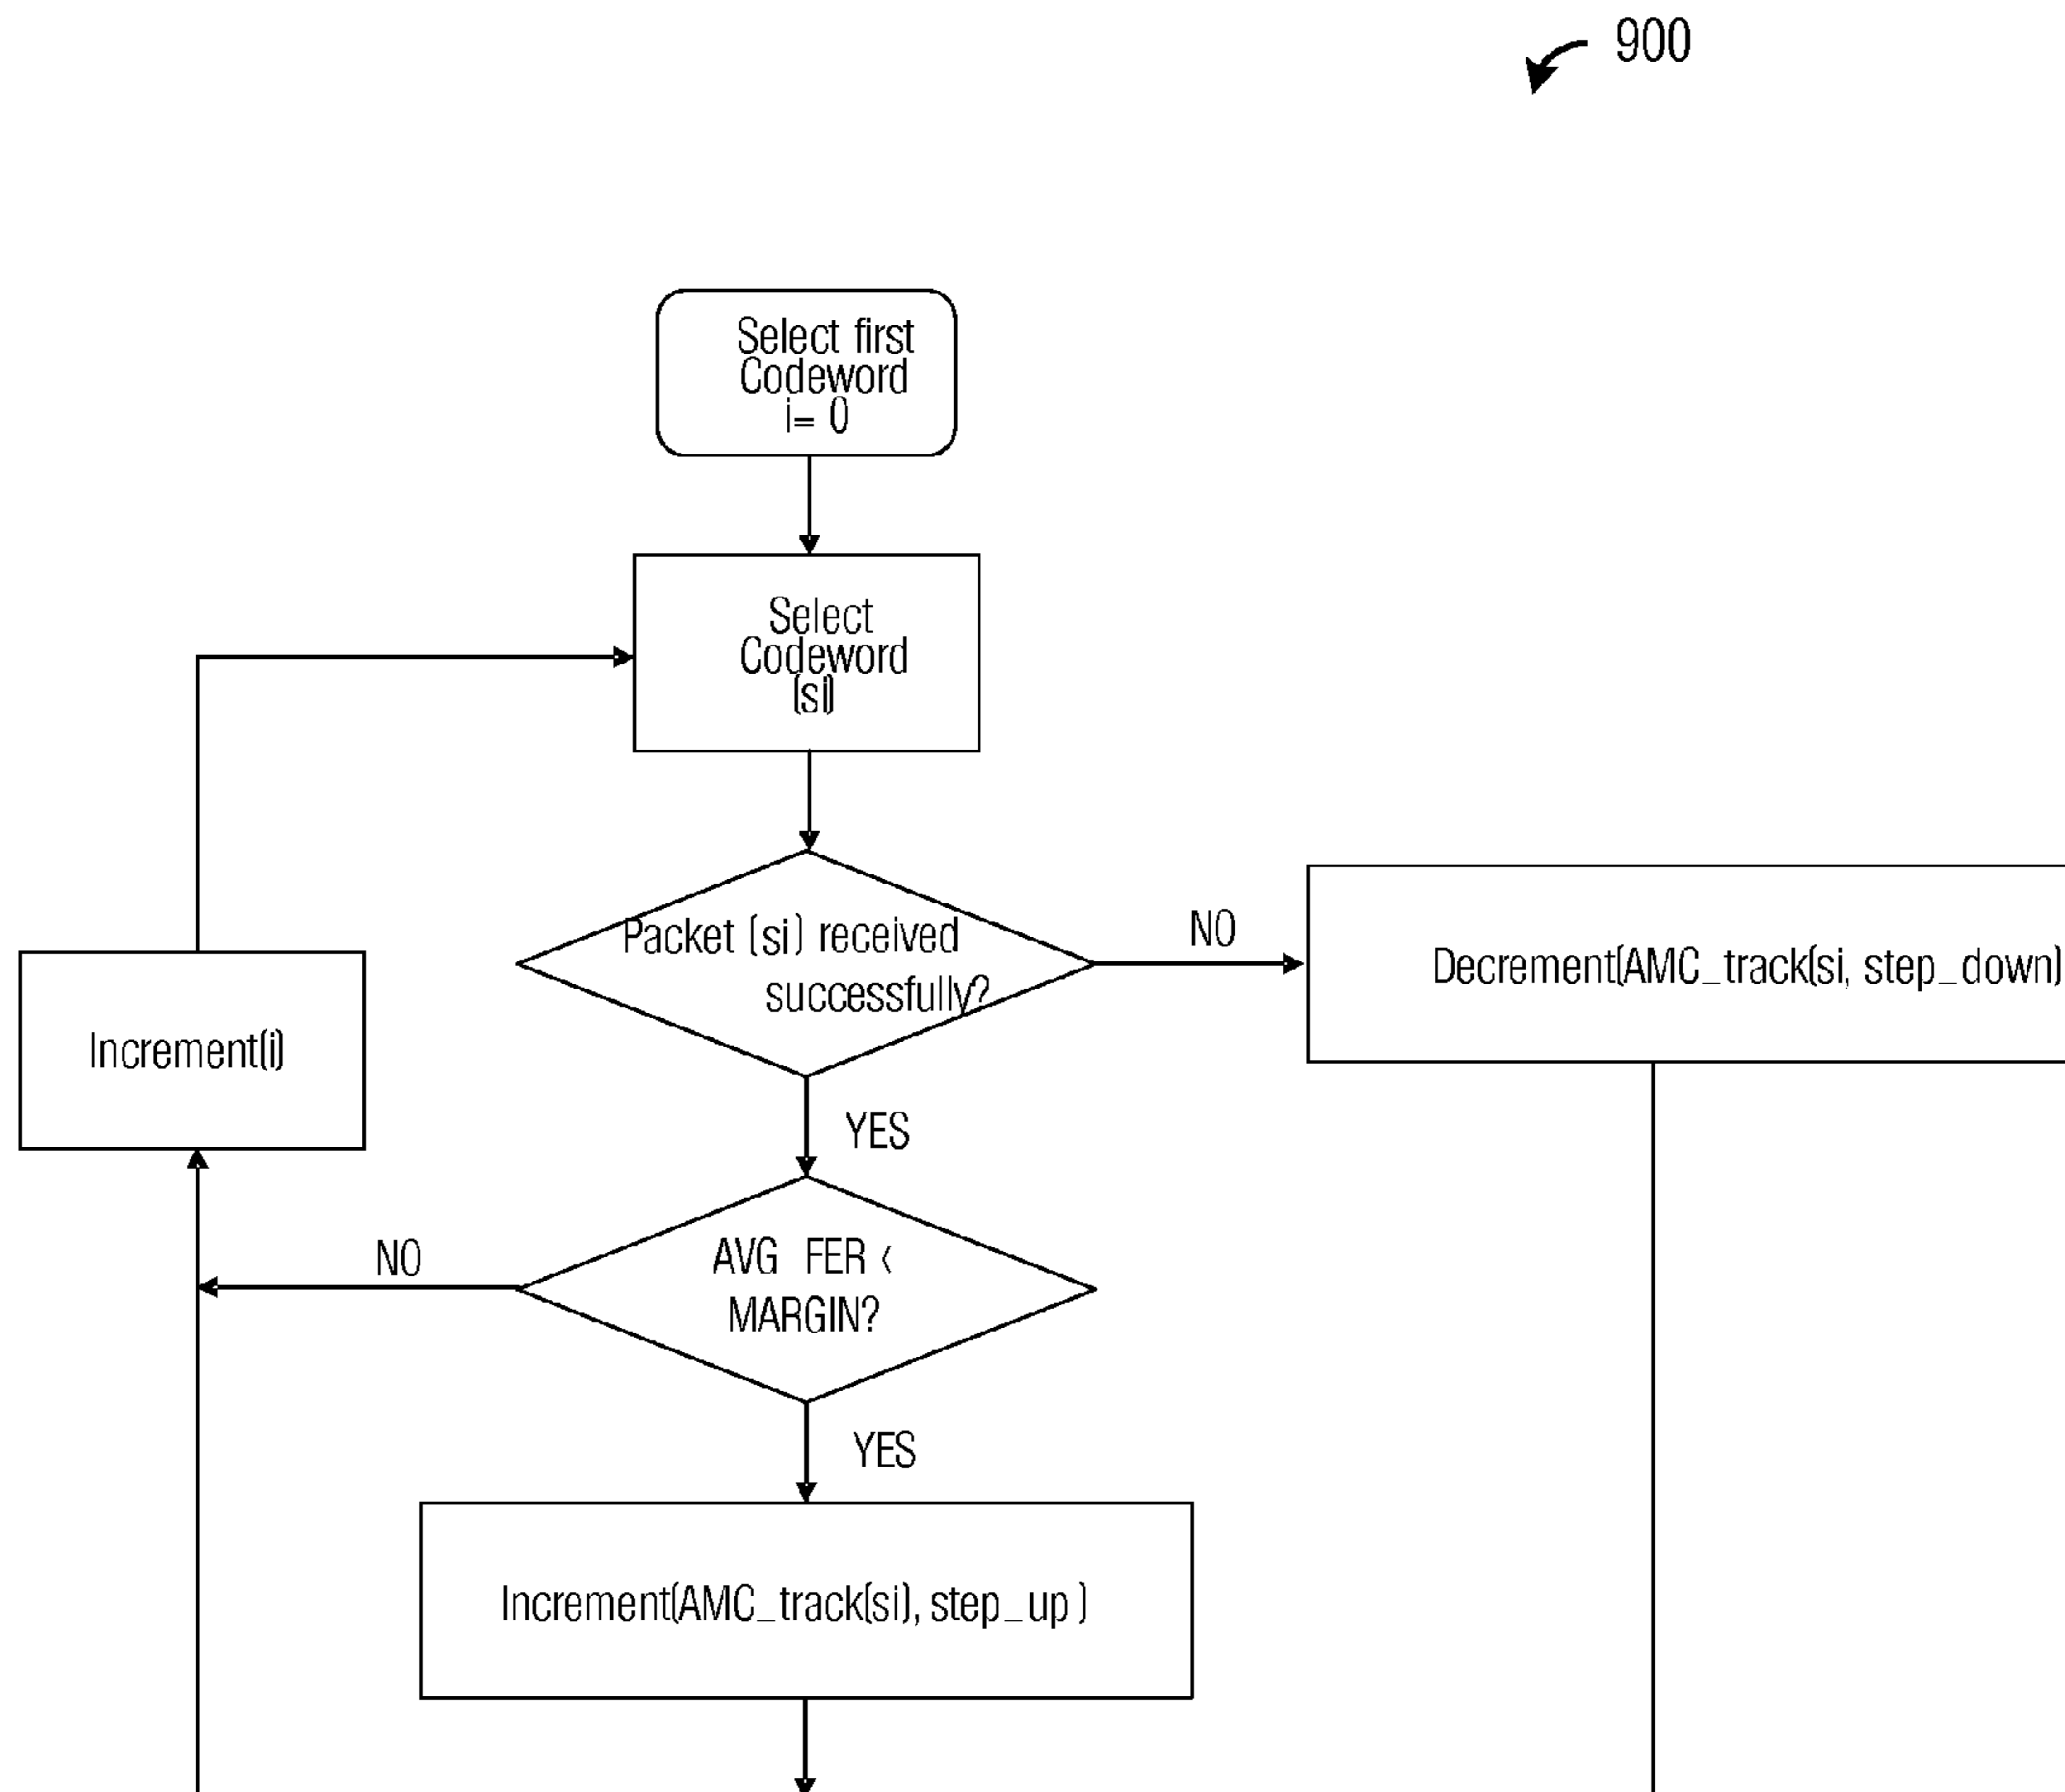 900
Select first
Codeword
i= 0
Select
Codeword
(si)
Packet (si) received
successfully?
NO
Decrement(AMC_track(si, step_down)
Increment(i)
YES
AVG FER <
MARGIN?
NO
YES
Increment(AMC_track(si), step_up )